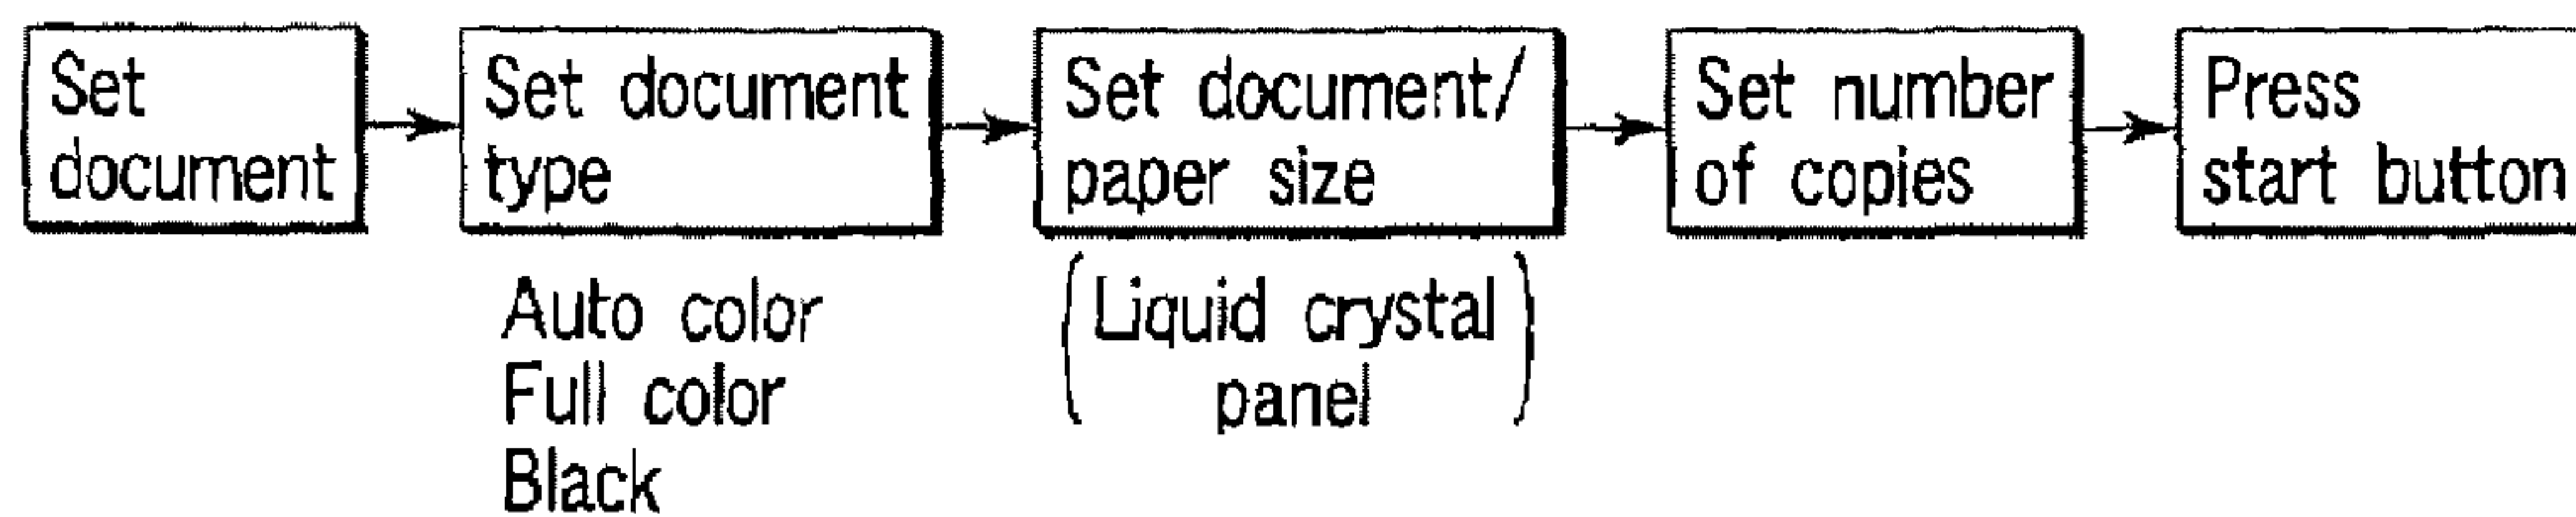 Set
document
Set document
type
Auto color
Full color
Black
Set document/
paper size
(Liquid crystal
panel)
Set number
of copies
Press
start button